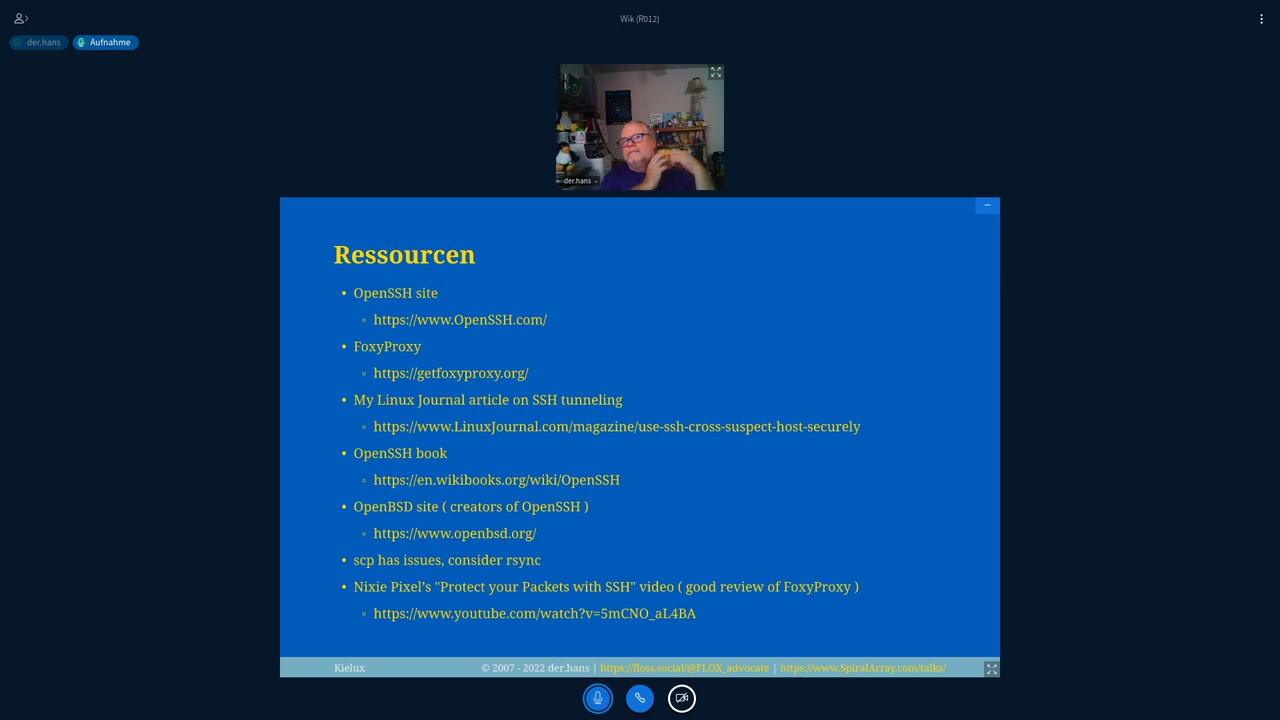 Wik (R012)
der.hans
Aufnahme
der.hans
Ressourcen
• OpenSSH site
◦ https://www.OpenSSH.com/
• FoxyProxy
◦ https://getfoxyproxy.org/
• My Linux Journal article on SSH tunneling
◦ https://www.LinuxJournal.com/magazine/use-ssh-cross-suspect-host-securely
• OpenSSH book
◦ https://en.wikibooks.org/wiki/OpenSSH
• OpenBSD site ( creators of OpenSSH )
◦ https://www.openbsd.org/
• scp has issues, consider rsync
• Nixie Pixel’s "Protect your Packets with SSH" video ( good review of FoxyProxy )
◦ https://www.youtube.com/watch?v=5mCNO_aL4BA
Kielux
© 2007 - 2022 der.hans | https://floss.social/@FLOX_advocate | https://www.SpiralArray.com/talks/